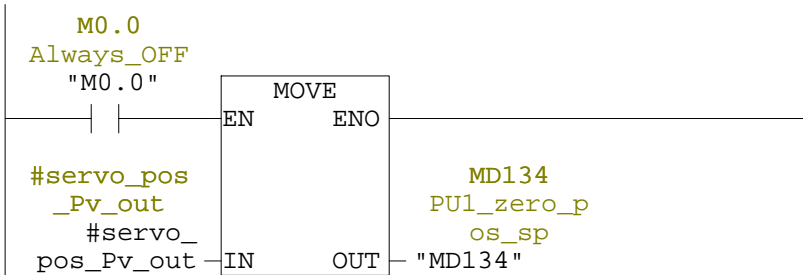 M0.0
Always_OFF
"M0.0"
MOVE
EN ENO
#servo_pos
_Pv_out
#servo_
pos_Pv_out IN OUT "MD134"
MD134
PU1_zero_p
os_sp